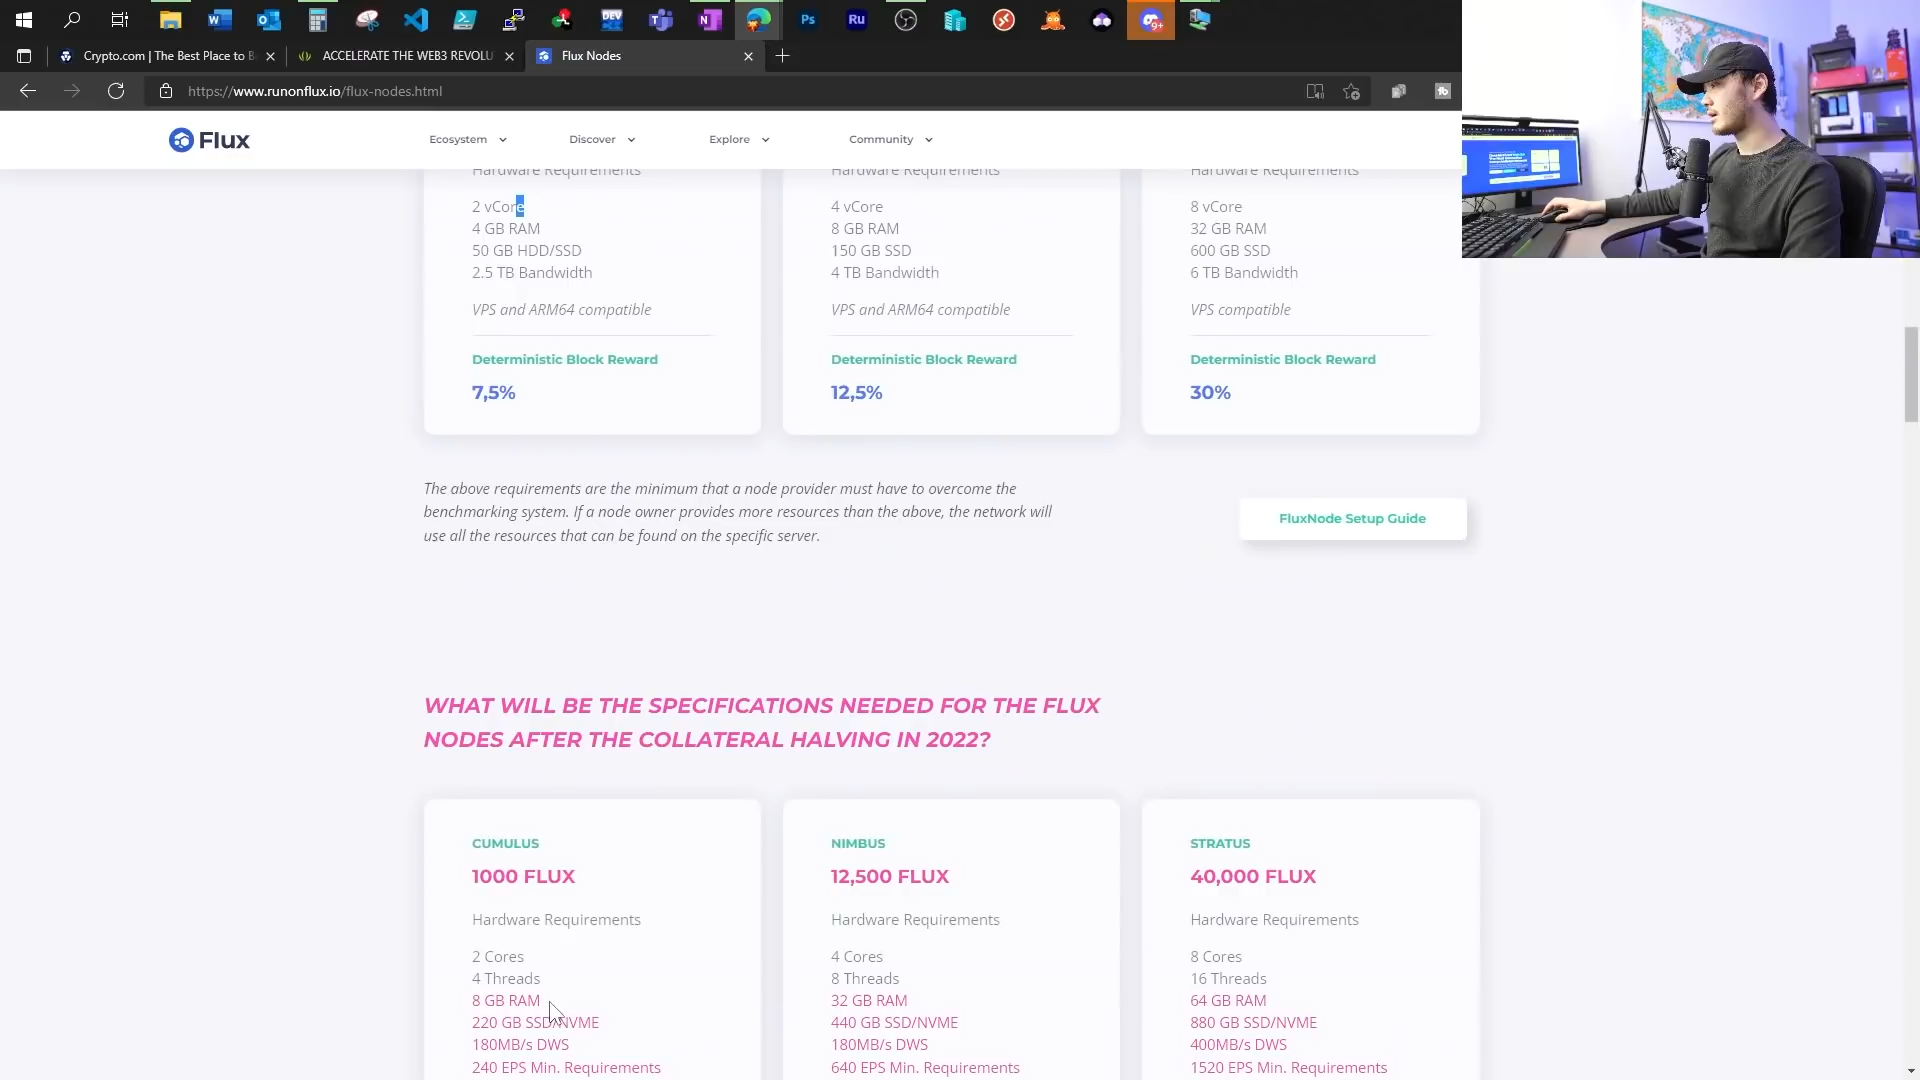 DEV
Ps
Ru
9+
Crypto.com | The Best Place to B
ACCELERATE THE WEB3 REVOLU
Flux Nodes
https://www.runonflux.io/flux-nodes.html
Flux
Ecosystem
Discover
Explore
Community
Hardware Requirements
2 vCore
4 GB RAM
50 GB HDD/SSD
2.5 TB Bandwidth
VPS and ARM64 compatible
Deterministic Block Reward
7,5%
Hardware Requirements
4 vCore
8 GB RAM
150 GB SSD
4 TB Bandwidth
VPS and ARM64 compatible
Deterministic Block Reward
12,5%
Hardware Requirements
8 vCore
32 GB RAM
600 GB SSD
6 TB Bandwidth
VPS compatible
Deterministic Block Reward
30%
The above requirements are the minimum that a node provider must have to overcome the
benchmarking system. If a node owner provides more resources than the above, the network will
use all the resources that can be found on the specific server.
FluxNode Setup Guide
WHAT WILL BE THE SPECIFICATIONS NEEDED FOR THE FLUX
NODES AFTER THE COLLATERAL HALVING IN 2022?
CUMULUS
1000 FLUX
Hardware Requirements
2 Cores
4 Threads
8 GB RAM
220 GB SSD/NVME
180MB/s DWS
240 EPS Min. Requirements
NIMBUS
12,500 FLUX
Hardware Requirements
4 Cores
8 Threads
32 GB RAM
440 GB SSD/NVME
180MB/s DWS
640 EPS Min. Requirements
STRATUS
40,000 FLUX
Hardware Requirements
8 Cores
16 Threads
64 GB RAM
880 GB SSD/NVME
400MB/s DWS
1520 EPS Min. Requirements